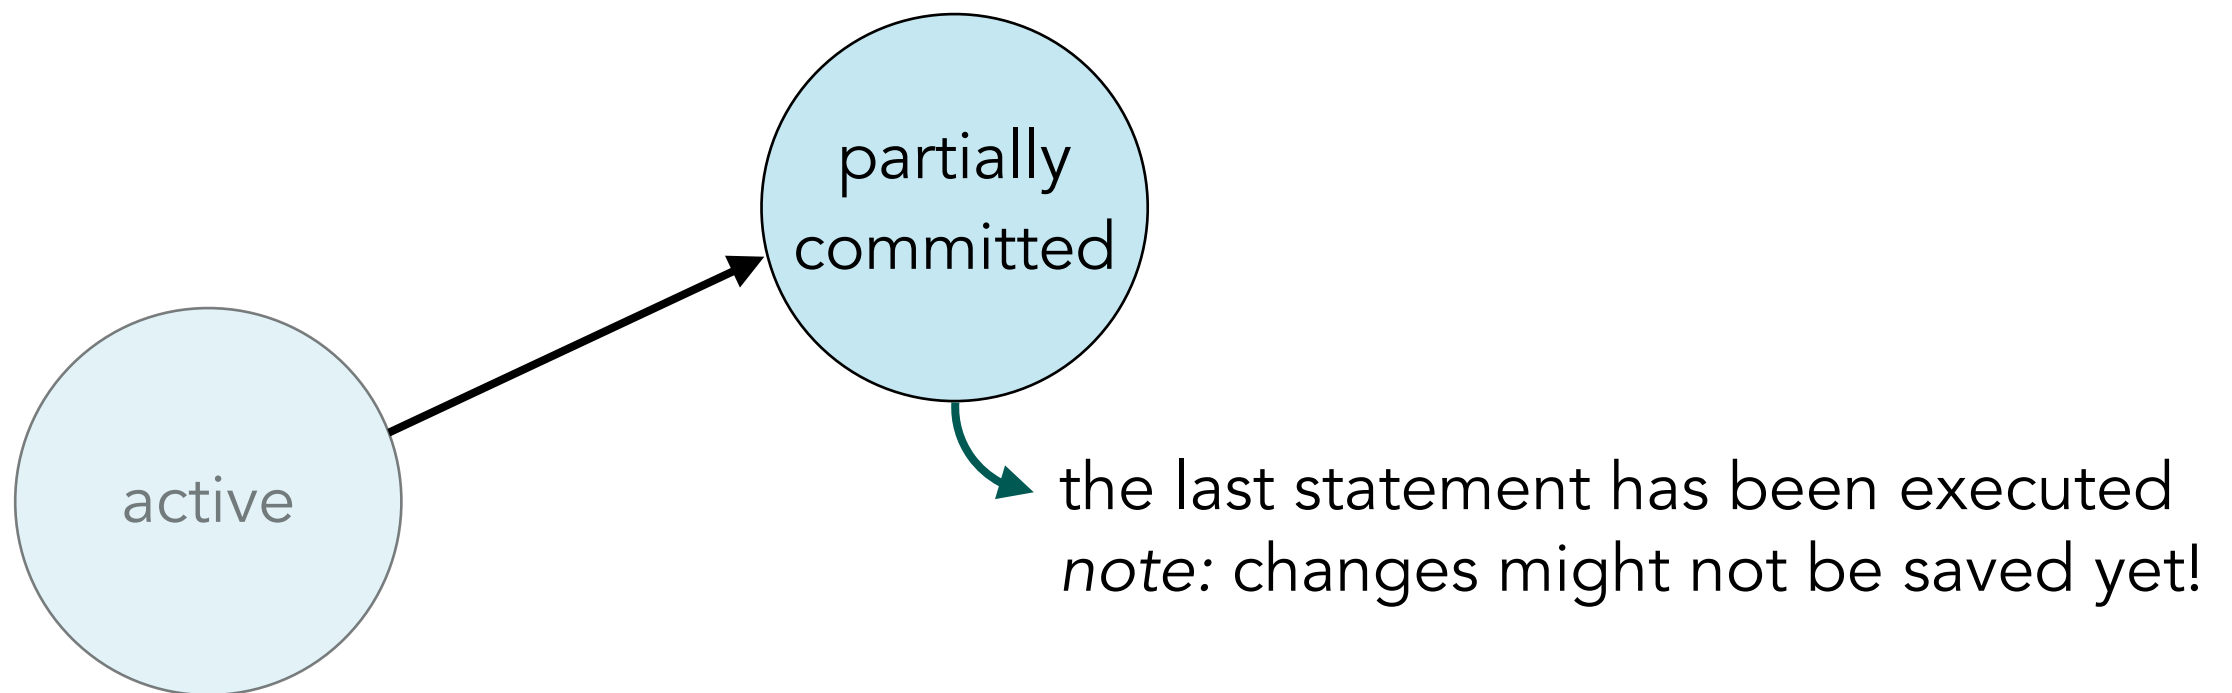 partially
committed
active
the last statement has been executed
note: changes might not be saved yet!